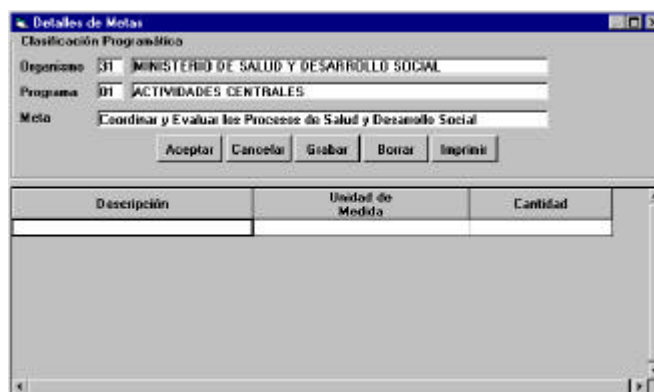 Detalles de Metas
Clasificación Programática
Organismo 31 MINISTERIO DE SALUD Y DESARROLLO SOCIAL
Programa 01 ACTIVIDADES CENTRALES
Meta Coordinar y Evaluar los Procesos de Salud y Desarrollo Social
Aceptar Cancelar Grabar Borrar Imprimir
Descripción Unidad de Medida Cantidad